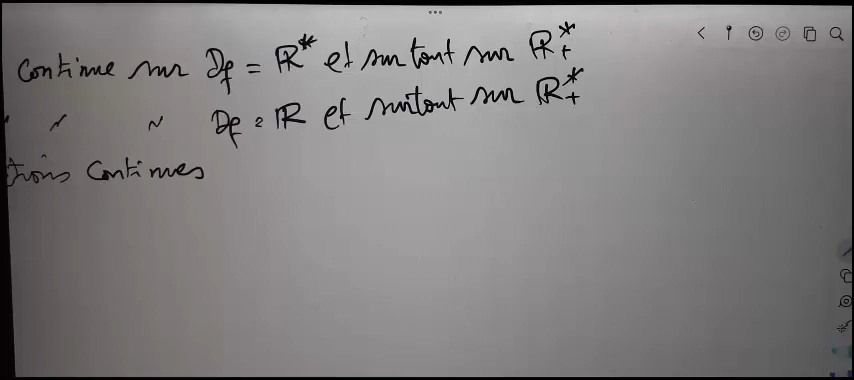 Continue sur Df = ℝ* et surtout sur ℝ*+
〃 〃 Df = ℝ et surtout sur ℝ*+
tions Continues